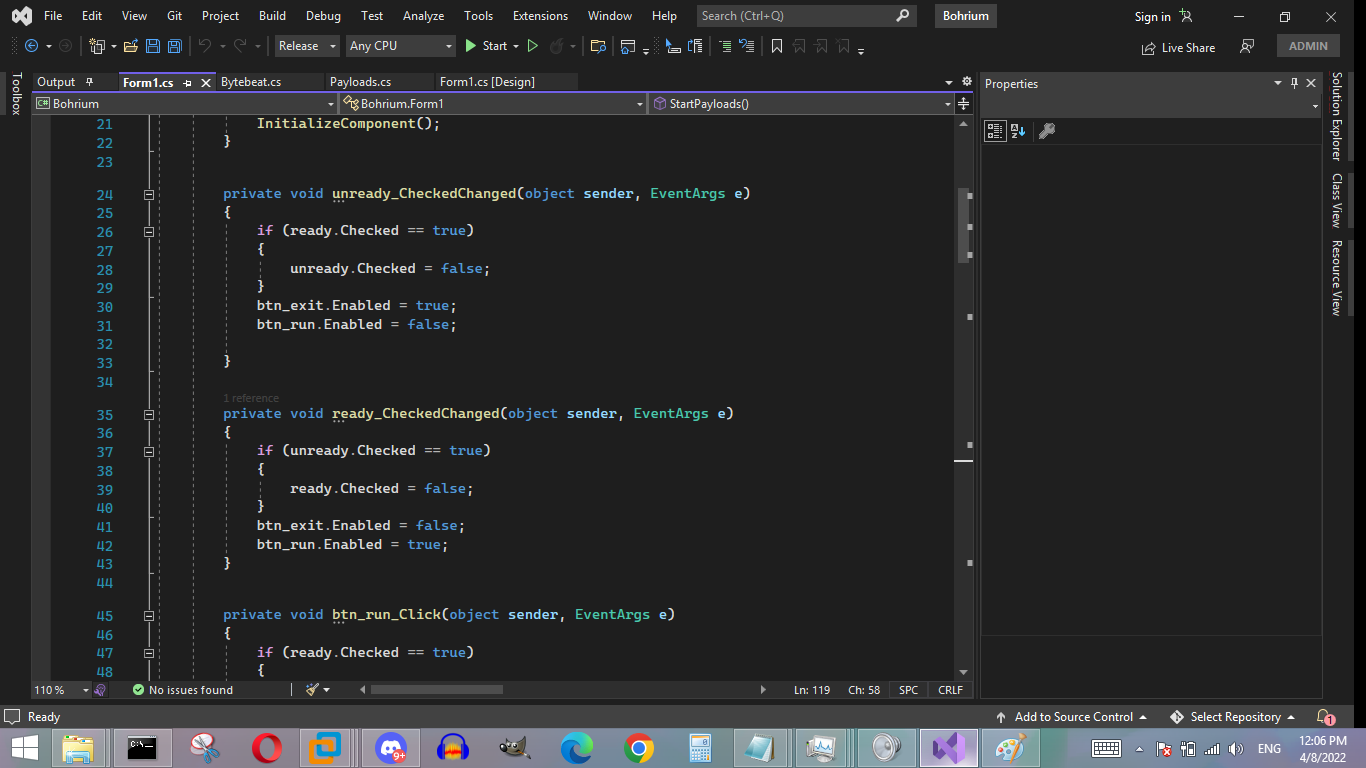 File Edit View Git Project Build Debug Test Analyze Tools Extensions Window Help Search (Ctrl+Q) Bohrium Sign in
Release Any CPU Start Live Share ADMIN
Toolbox
Output Form1.cs Bytebeat.cs Payloads.cs Form1.cs [Design]
C# Bohrium Bohrium.Form1 StartPayloads()
21 InitializeComponent();
22 }
23
24 private void unready_CheckedChanged(object sender, EventArgs e)
25 {
26 if (ready.Checked == true)
27 {
28 unready.Checked = false;
29 }
30 btn_exit.Enabled = true;
31 btn_run.Enabled = false;
32
33 }
34
1 reference
35 private void ready_CheckedChanged(object sender, EventArgs e)
36 {
37 if (unready.Checked == true)
38 {
39 ready.Checked = false;
40 }
41 btn_exit.Enabled = false;
42 btn_run.Enabled = true;
43 }
44
45 private void btn_run_Click(object sender, EventArgs e)
46 {
47 if (ready.Checked == true)
48 {
110 % No issues found Ln: 119 Ch: 58 SPC CRLF
Properties
Solution Explorer
Class View
Resource View
Ready Add to Source Control Select Repository 1
C:\. 9+ ENG 12:06 PM
4/8/2022